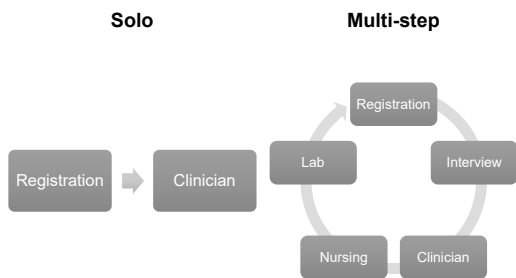 Solo
Multi-step
Registration
Clinician
Registration
Interview
Clinician
Nursing
Lab